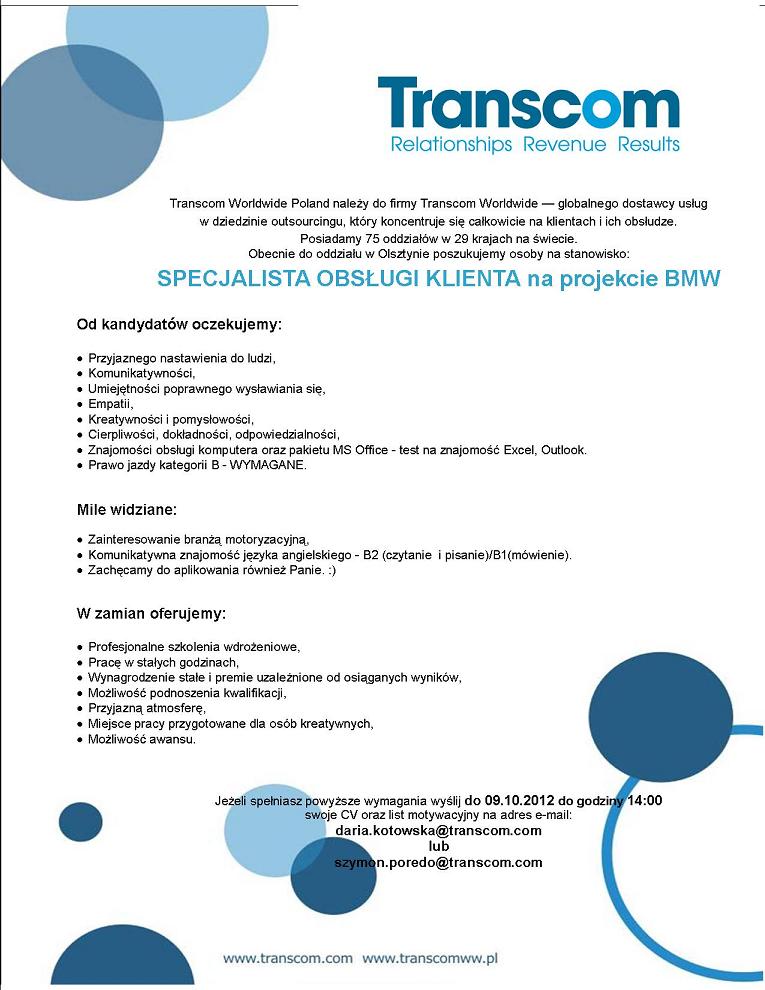 Transcom
Relationships Revenue Results
Transcom Worldwide Poland należy do firmy Transcom Worldwide — globalnego dostawcy usług
w dziedzinie outsourcingu, który koncentruje się całkowicie na klientach i ich obsłudze.
Posiadamy 75 oddziałów w 29 krajach na świecie.
Obecnie do oddziału w Olsztynie poszukujemy osoby na stanowisko:
SPECJALISTA OBSŁUGI KLIENTA na projekcie BMW
Od kandydatów oczekujemy:
• Przyjaznego nastawienia do ludzi,
• Komunikatywności,
• Umiejętności poprawnego wysławiania się,
• Empatii,
• Kreatywności i pomysłowości,
• Cierpliwości, dokładności, odpowiedzialności,
• Znajomości obsługi komputera oraz pakietu MS Office - test na znajomość Excel, Outlook.
• Prawo jazdy kategorii B - WYMAGANE.
Mile widziane:
• Zainteresowanie branżą motoryzacyjną,
• Komunikatywna znajomość języka angielskiego - B2 (czytanie i pisanie)/B1(mówienie).
• Zachęcamy do aplikowania również Panie. :)
W zamian oferujemy:
• Profesjonalne szkolenia wdrożeniowe,
• Pracę w stałych godzinach,
• Wynagrodzenie stałe i premie uzależnione od osiąganych wyników,
• Możliwość podnoszenia kwalifikacji,
• Przyjazną atmosferę,
• Miejsce pracy przygotowane dla osób kreatywnych,
• Możliwość awansu.
Jeżeli spełniasz powyższe wymagania wyślij do 09.10.2012 do godziny 14:00
swoje CV oraz list motywacyjny na adres e-mail:
daria.kotowska@transcom.com
lub
szymon.poredo@transcom.com
www.transcom.com www.transcomww.pl